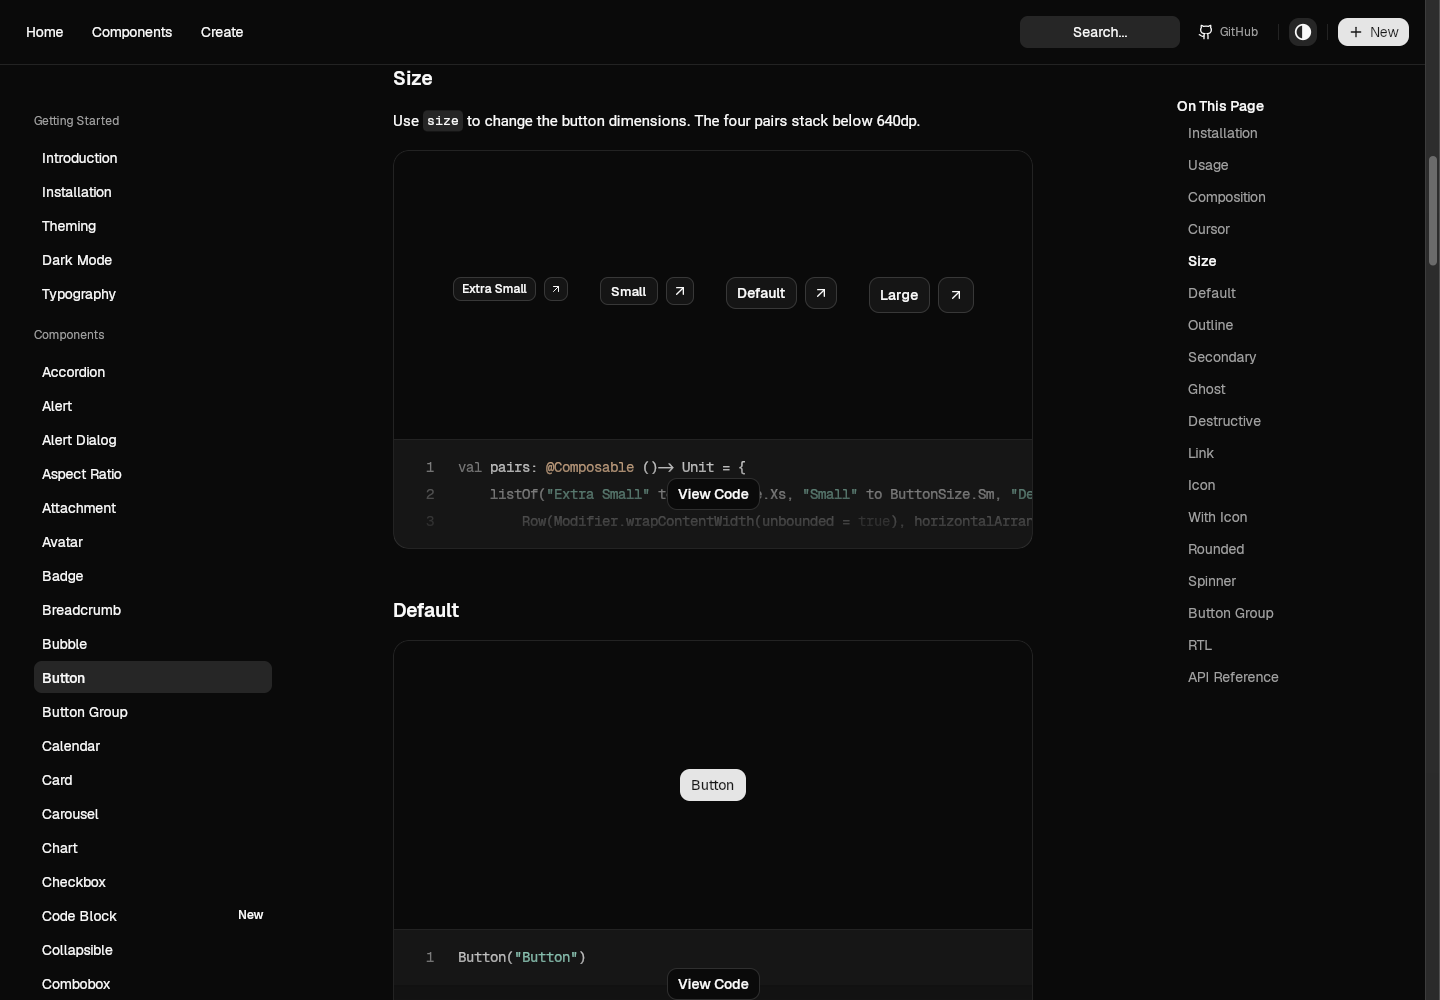 Home
Components
Create
Search...
GitHub
New
Getting Started
Introduction
Installation
Theming
Dark Mode
Typography
Components
Accordion
Alert
Alert Dialog
Aspect Ratio
Attachment
Avatar
Badge
Breadcrumb
Bubble
Button
Button Group
Calendar
Card
Carousel
Chart
Checkbox
Code Block New
Collapsible
Combobox
Size
Use size to change the button dimensions. The four pairs stack below 640dp.
Extra Small
Small
Default
Large
1 val pairs: @Composable () -> Unit = {
2 listOf("Extra Small" .Xs, "Small" to ButtonSize.Sm, "De
View Code
3 Row(Modifier.wrapContentWidth(unbounded = true), horizontalArran
Default
Button
1 Button("Button")
View Code
On This Page
Installation
Usage
Composition
Cursor
Size
Default
Outline
Secondary
Ghost
Destructive
Link
Icon
With Icon
Rounded
Spinner
Button Group
RTL
API Reference